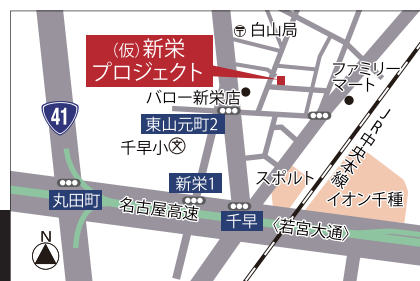 白山局
(仮)新栄
プロジェクト
ファミリー
マート
バロー新栄店
41
東山元町2
千早小
文
JR中央本線
新栄1
スポルト
イオン千種
丸田町
名古屋高速
千早
〈若宮大通〉
N